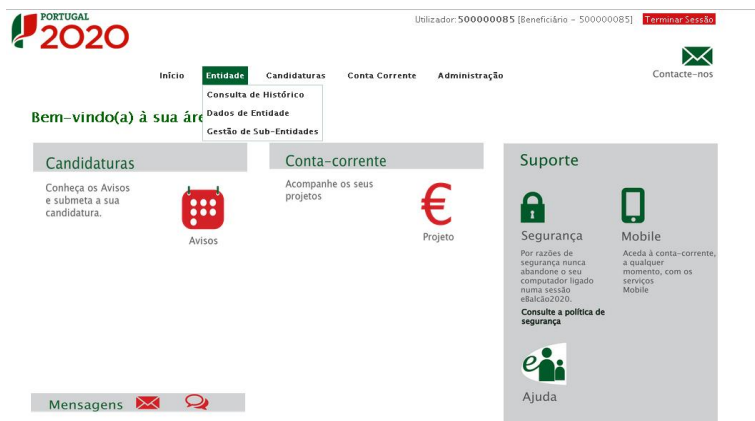 PORTUGAL
2020
Utilizador: 500000085 [Beneficiário - 500000085] Terminar Sessão
Contacte-nos
Início Entidade Candidaturas Conta Corrente Administração
Consulta de Histórico
Dados de Entidade
Gestão de Sub-Entidades
Bem-vindo(a) à sua áre
Candidaturas
Conheça os Avisos
e submeta a sua
candidatura.
Avisos
Conta-corrente
Acompanhe os seus
projetos
€
Projeto
Suporte
Segurança
Por razões de
segurança nunca
abandone o seu
computador ligado
numa sessão
eBalcão2020.
Consulte a política de
segurança
Mobile
Aceda à conta-corrente,
a qualquer
momento, com os
serviços
Mobile
Ajuda
Mensagens